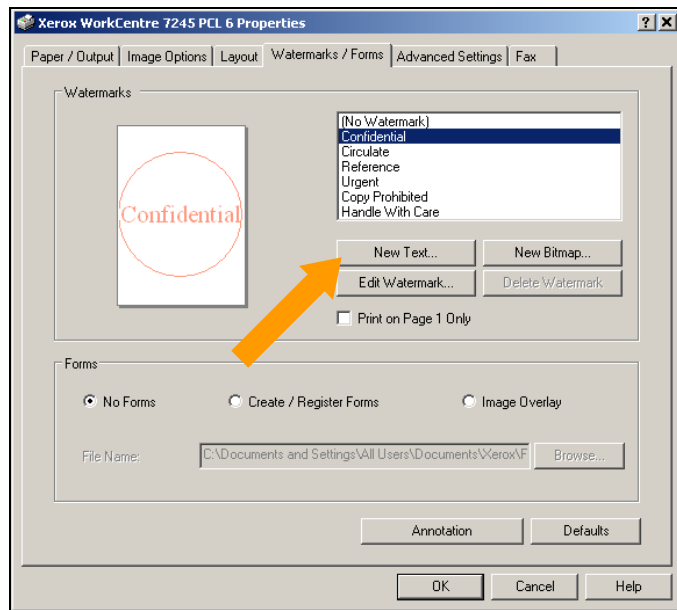 Xerox WorkCentre 7245 PCL 6 Properties
Paper / Output Image Options Layout Watermarks / Forms Advanced Settings Fax
Watermarks
(No Watermark)
Confidential
Circulate
Reference
Urgent
Copy Prohibited
Handle With Care
Confidential
New Text... New Bitmap...
Edit Watermark... Delete Watermark
Print on Page 1 Only
Forms
No Forms Create / Register Forms Image Overlay
File Name: C:\Documents and Settings\All Users\Documents\Xerox\F Browse...
Annotation Defaults
OK Cancel Help